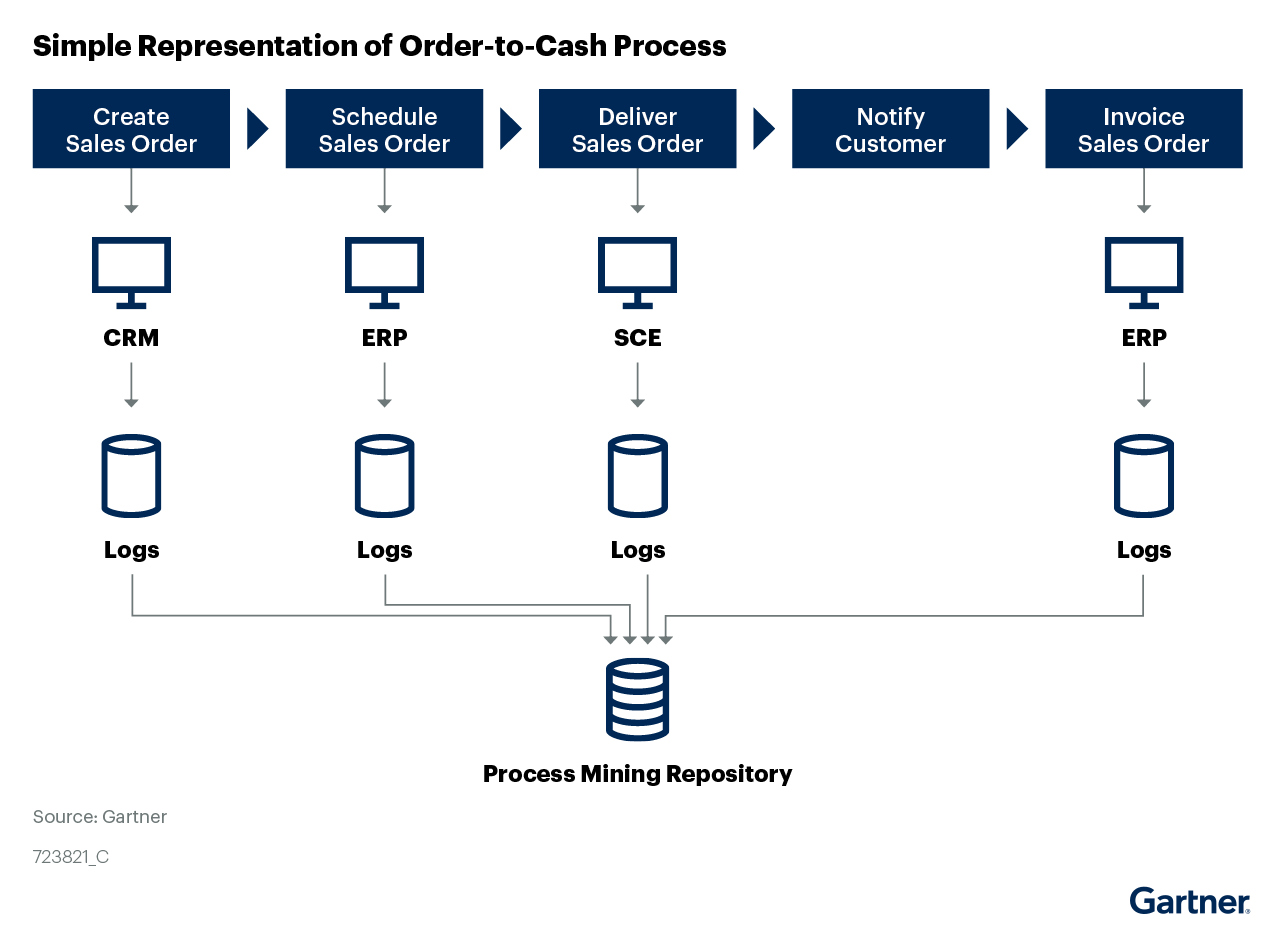 Simple Representation of Order-to-Cash Process
Create
Sales Order
Schedule
Sales Order
Deliver
Sales Order
Notify
Customer
Invoice
Sales Order
CRM
ERP
SCE
ERP
Logs
Logs
Logs
Logs
Process Mining Repository
Source: Gartner
723821_C
Gartner®